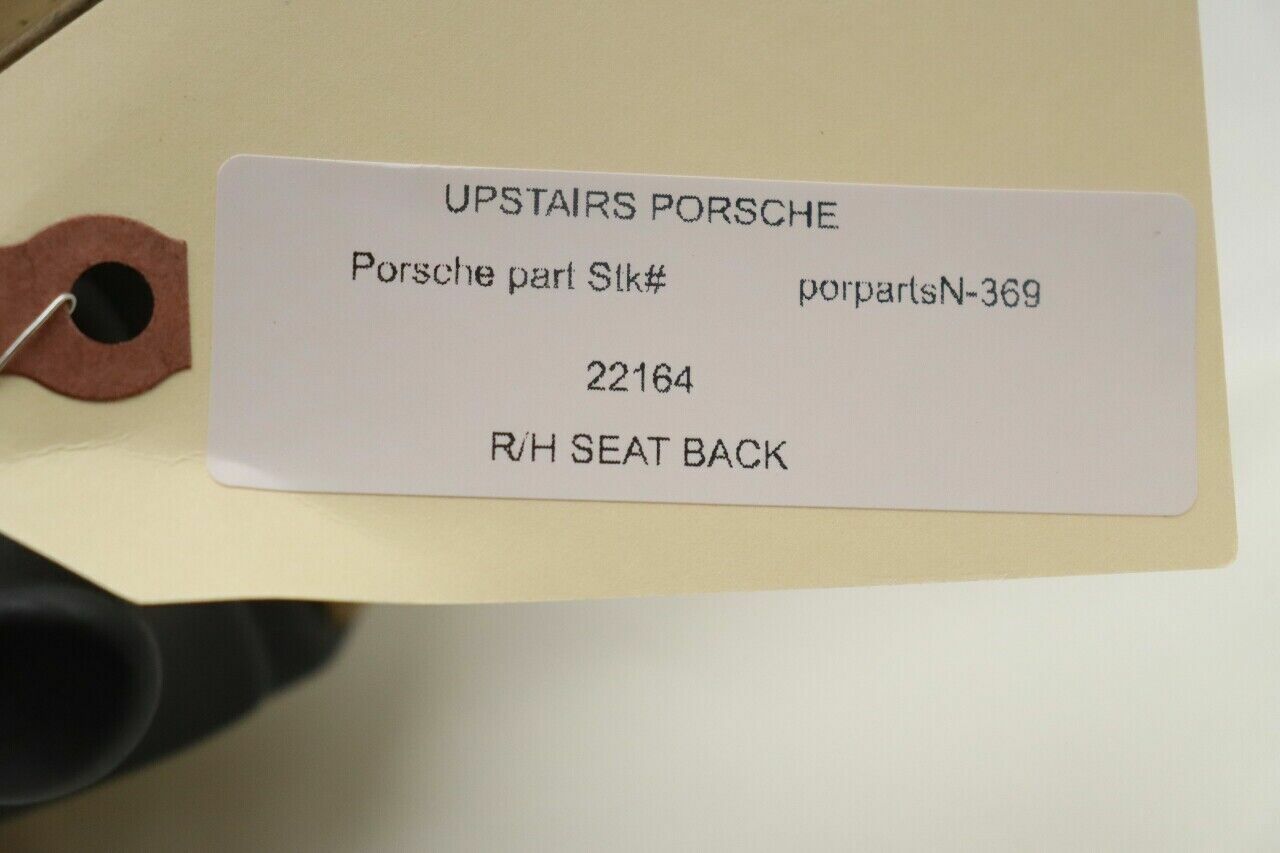 UPSTAIRS PORSCHE
Porsche part Stk# porpartsN-369
22164
R/H SEAT BACK